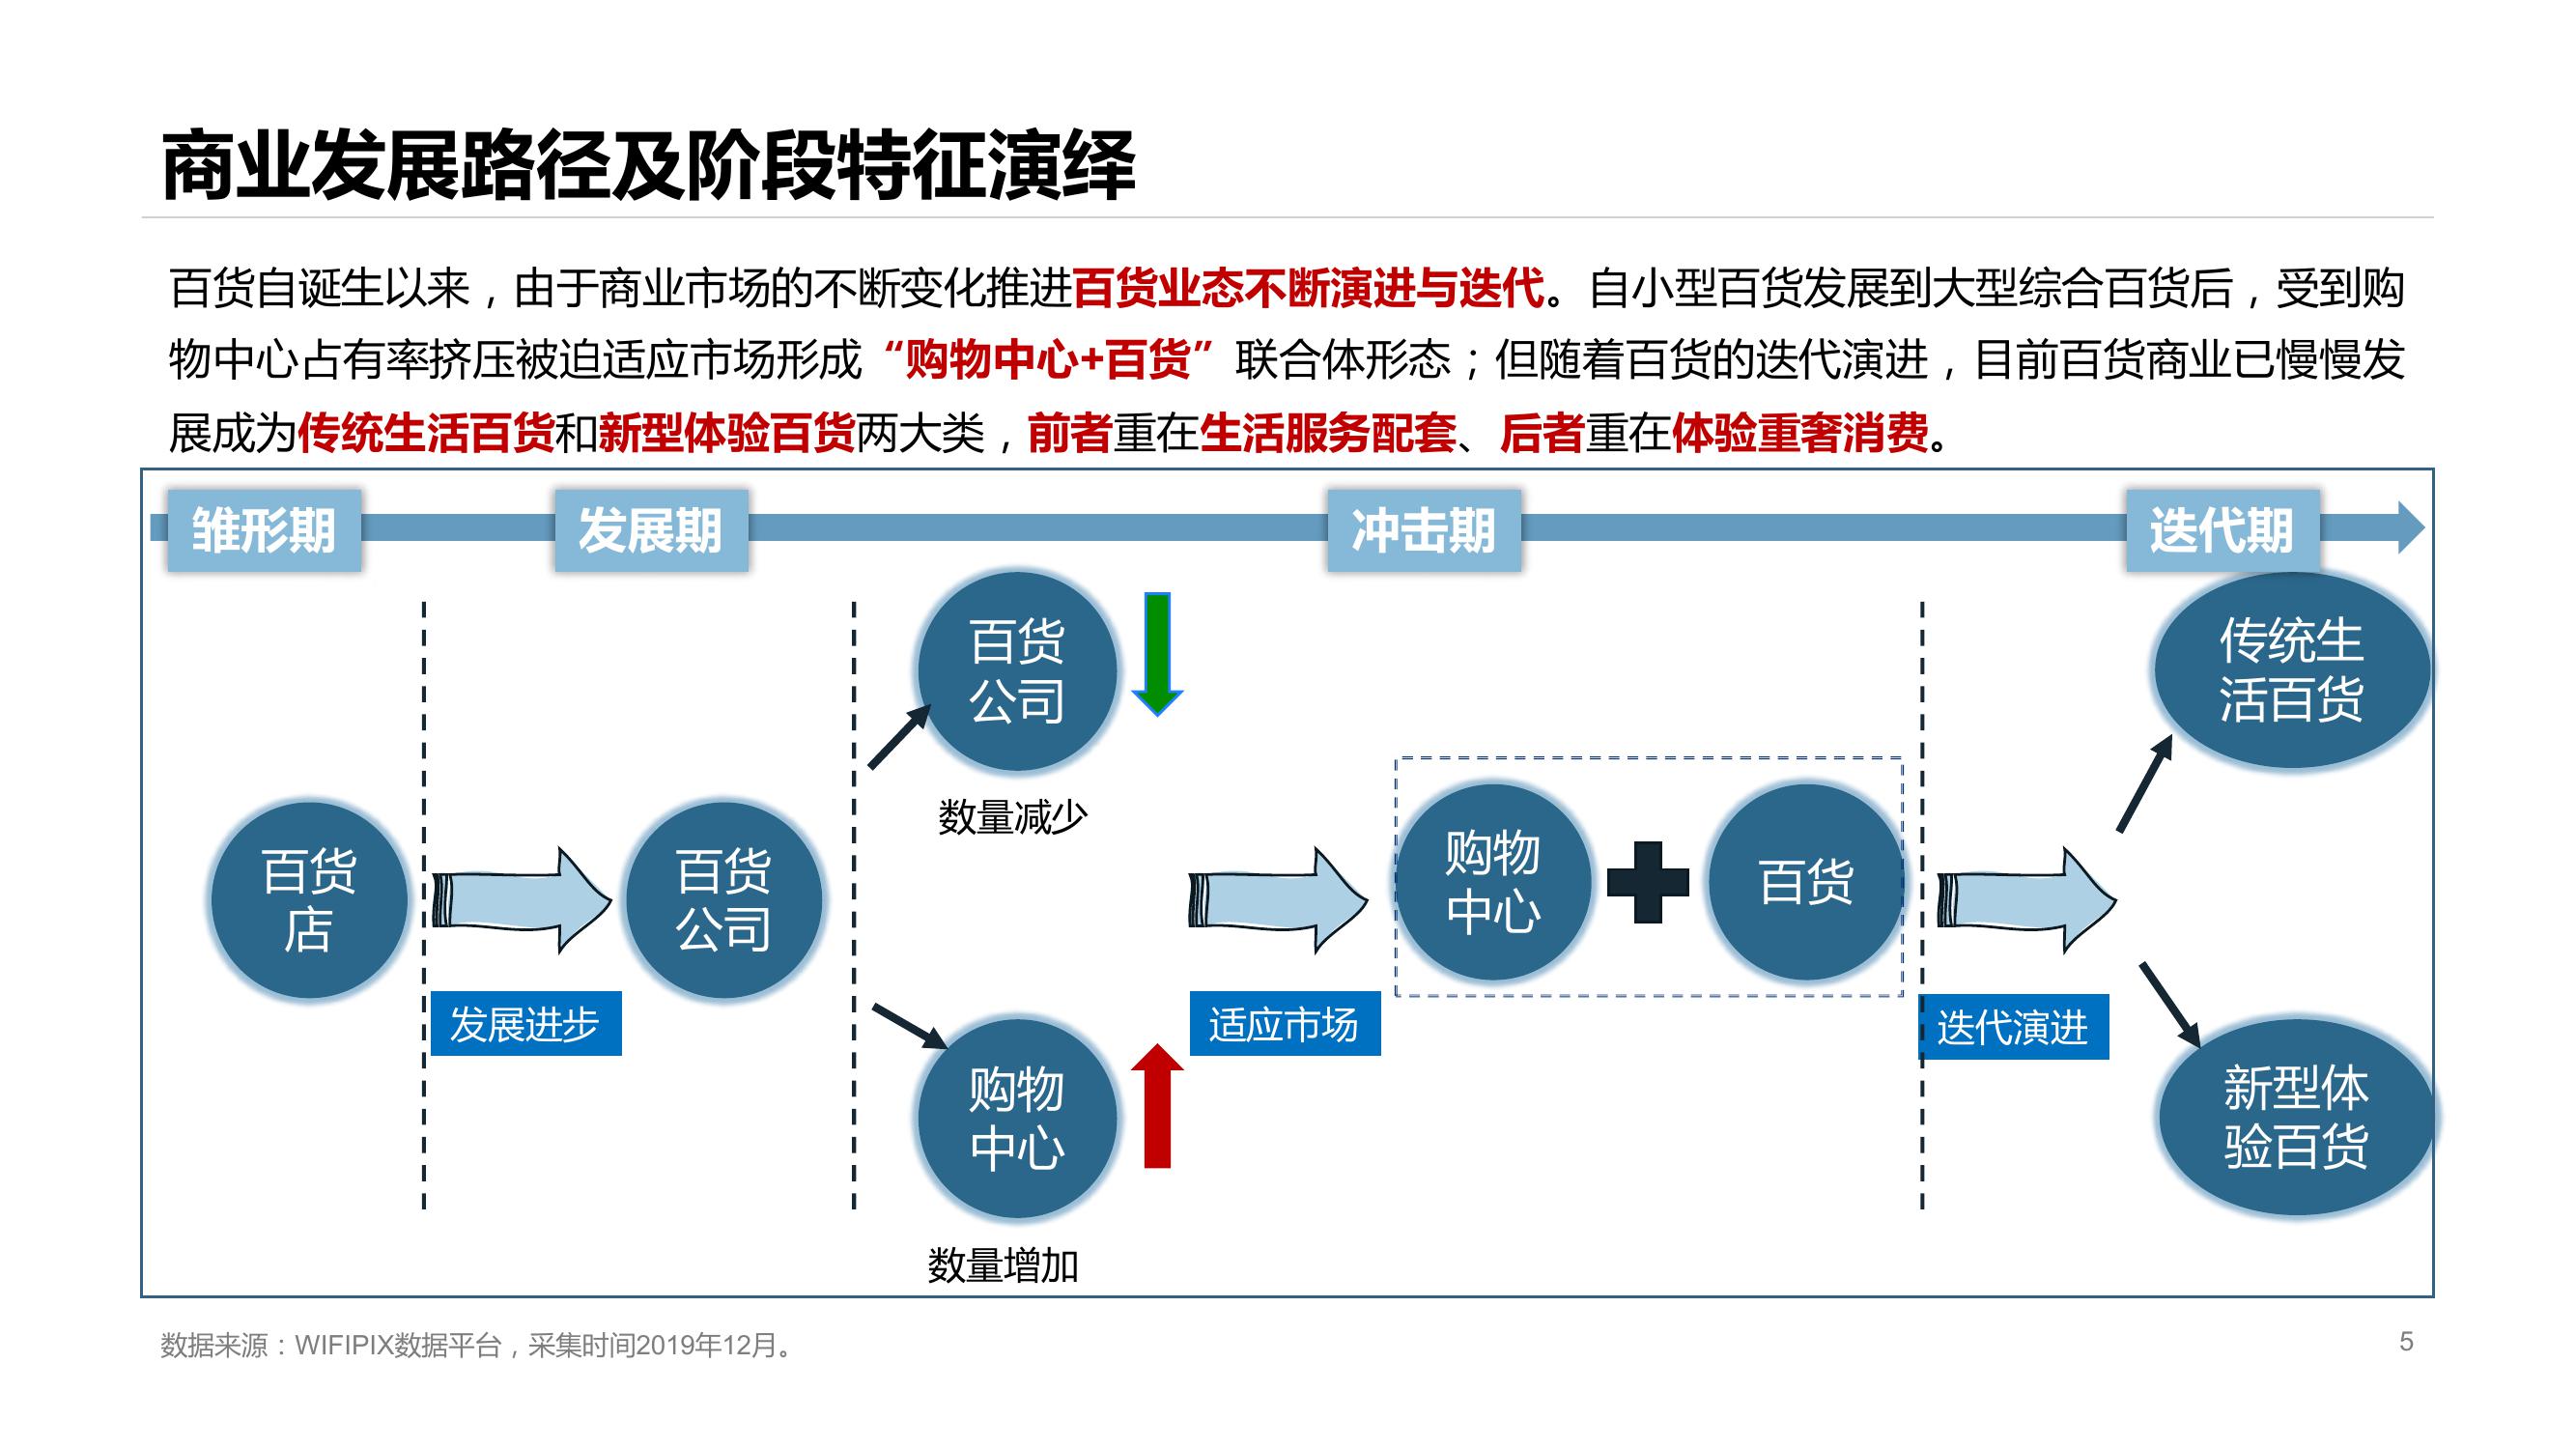 商业发展路径及阶段特征演绎
百货自诞生以来，由于商业市场的不断变化推进百货业态不断演进与迭代。自小型百货发展到大型综合百货后，受到购
物中心占有率挤压被迫适应市场形成“购物中心+百货”联合体形态；但随着百货的迭代演进，目前百货商业已慢慢发
展成为传统生活百货和新型体验百货两大类，前者重在生活服务配套、后者重在体验重奢消费。
雏形期
发展期
冲击期
迭代期
百货
店
发展进步
百货
公司
百货
公司
数量减少
购物
中心
数量增加
适应市场
购物
中心
百货
迭代演进
传统生
活百货
新型体
验百货
数据来源：WIFIPIX数据平台，采集时间2019年12月。
5